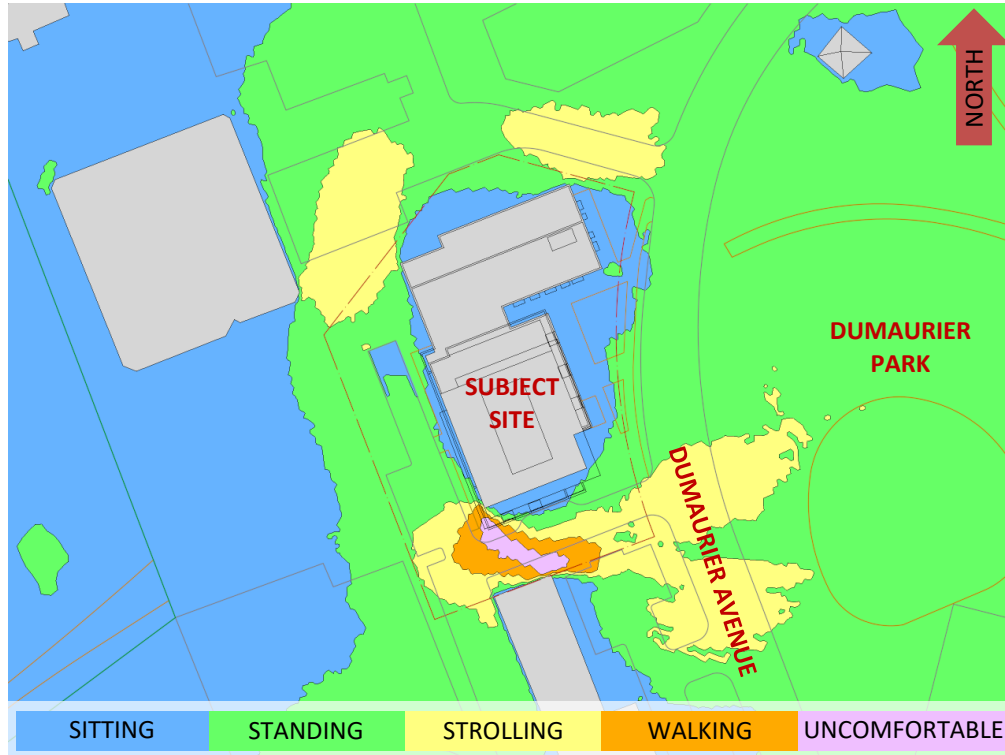 NORTH
DUMAURIER
PARK
SUBJECT
SITE
DUMAURIER AVENUE
SITTING
STANDING
STROLLING
WALKING
UNCOMFORTABLE